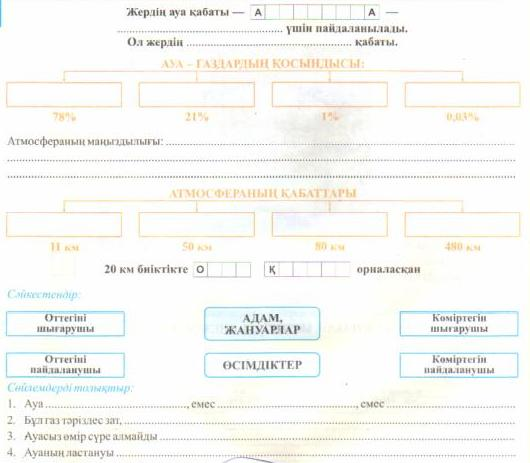 Жердің ауа қабаты — А А —
........................ үшін пайдаланылады.
Ол жердің ........................ қабаты.
АУА – ГАЗДАРДЫҢ ҚОСЫНДЫСЫ:
78% 21% 1% 0,03%
Атмосфераның маңыздылығы: ........................
АТМОСФЕРАНЫҢ ҚАБАТТАРЫ
11 км 50 км 80 км 480 км
20 км биіктікте О Қ орналасқан
Сәйкестендір:
Оттегіні шығарушы
АДАМ, ЖАНУАРЛАР
Көміртегін шығарушы
Оттегіні пайдаланушы
ӨСІМДІКТЕР
Көміртегін пайдаланушы
Сөйлемдерді толықтыр:
1. Ауа ........................, емес ........................, емес ........................
2. Бұл газ тәріздес зат, ........................
3. Ауасыз өмір сүре алмайды ........................
4. Ауаның ластануы ........................